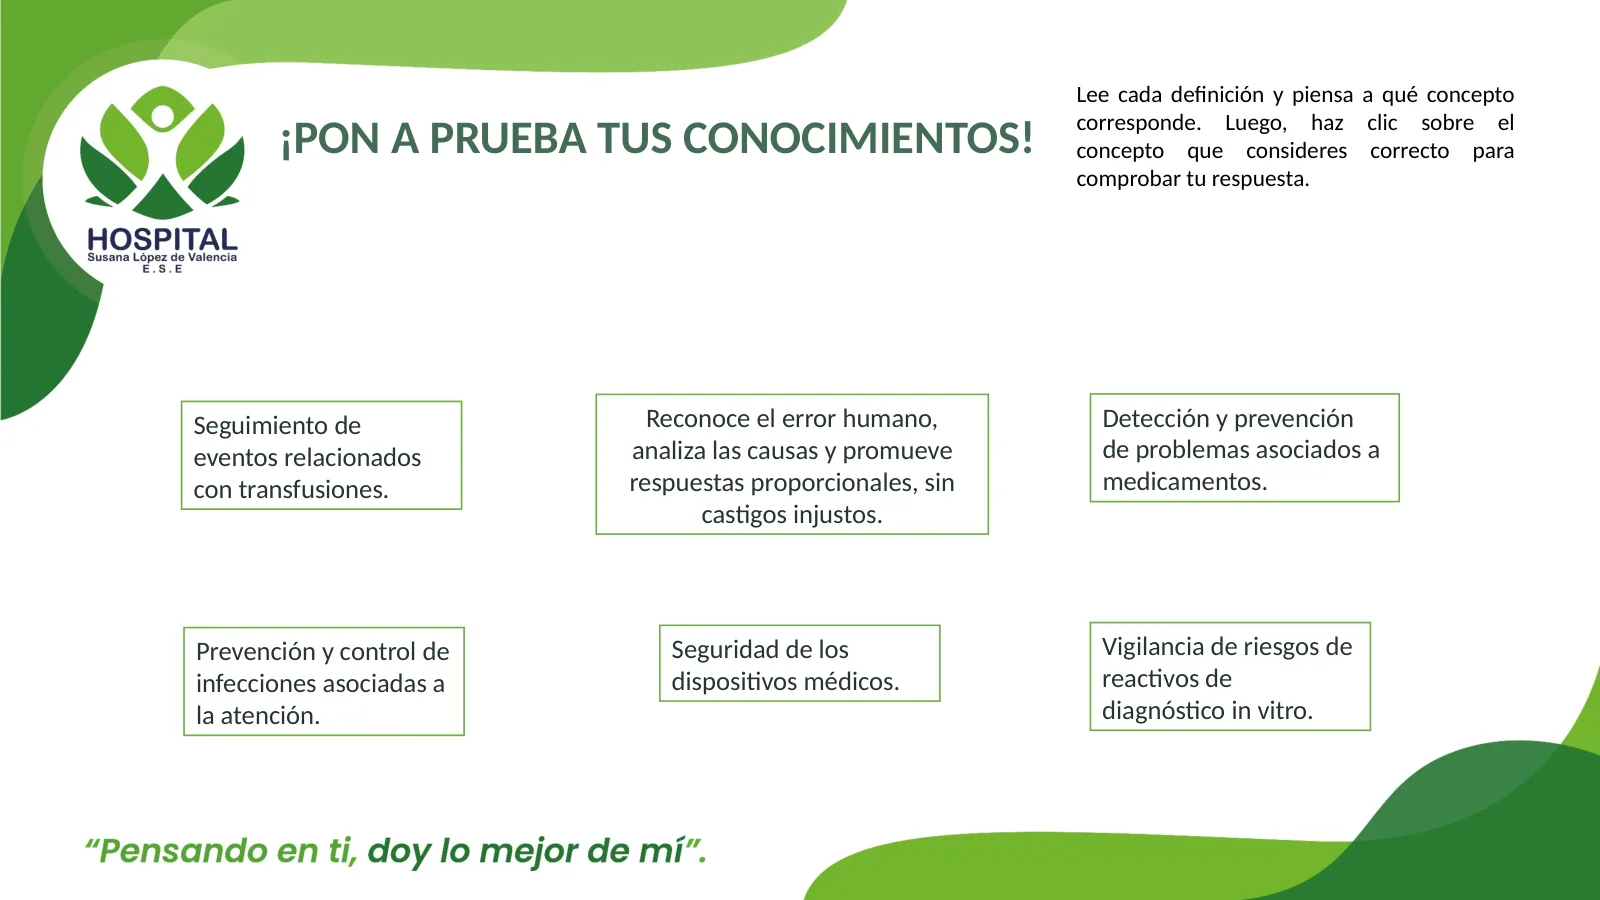 ¡PON A PRUEBA TUS CONOCIMIENTOS!
Lee cada definición y piensa a qué concepto
corresponde. Luego, haz clic sobre el
concepto que consideres correcto para
comprobar tu respuesta.
HOSPITAL
Susana López de Valencia
E.S.E
Seguimiento de
eventos relacionados
con transfusiones.
Reconoce el error humano,
analiza las causas y promueve
respuestas proporcionales, sin
castigos injustos.
Detección y prevención
de problemas asociados a
medicamentos.
Prevención y control de
infecciones asociadas a
la atención.
Seguridad de los
dispositivos médicos.
Vigilancia de riesgos de
reactivos de
diagnóstico in vitro.
“Pensando en ti, doy lo mejor de mí”.